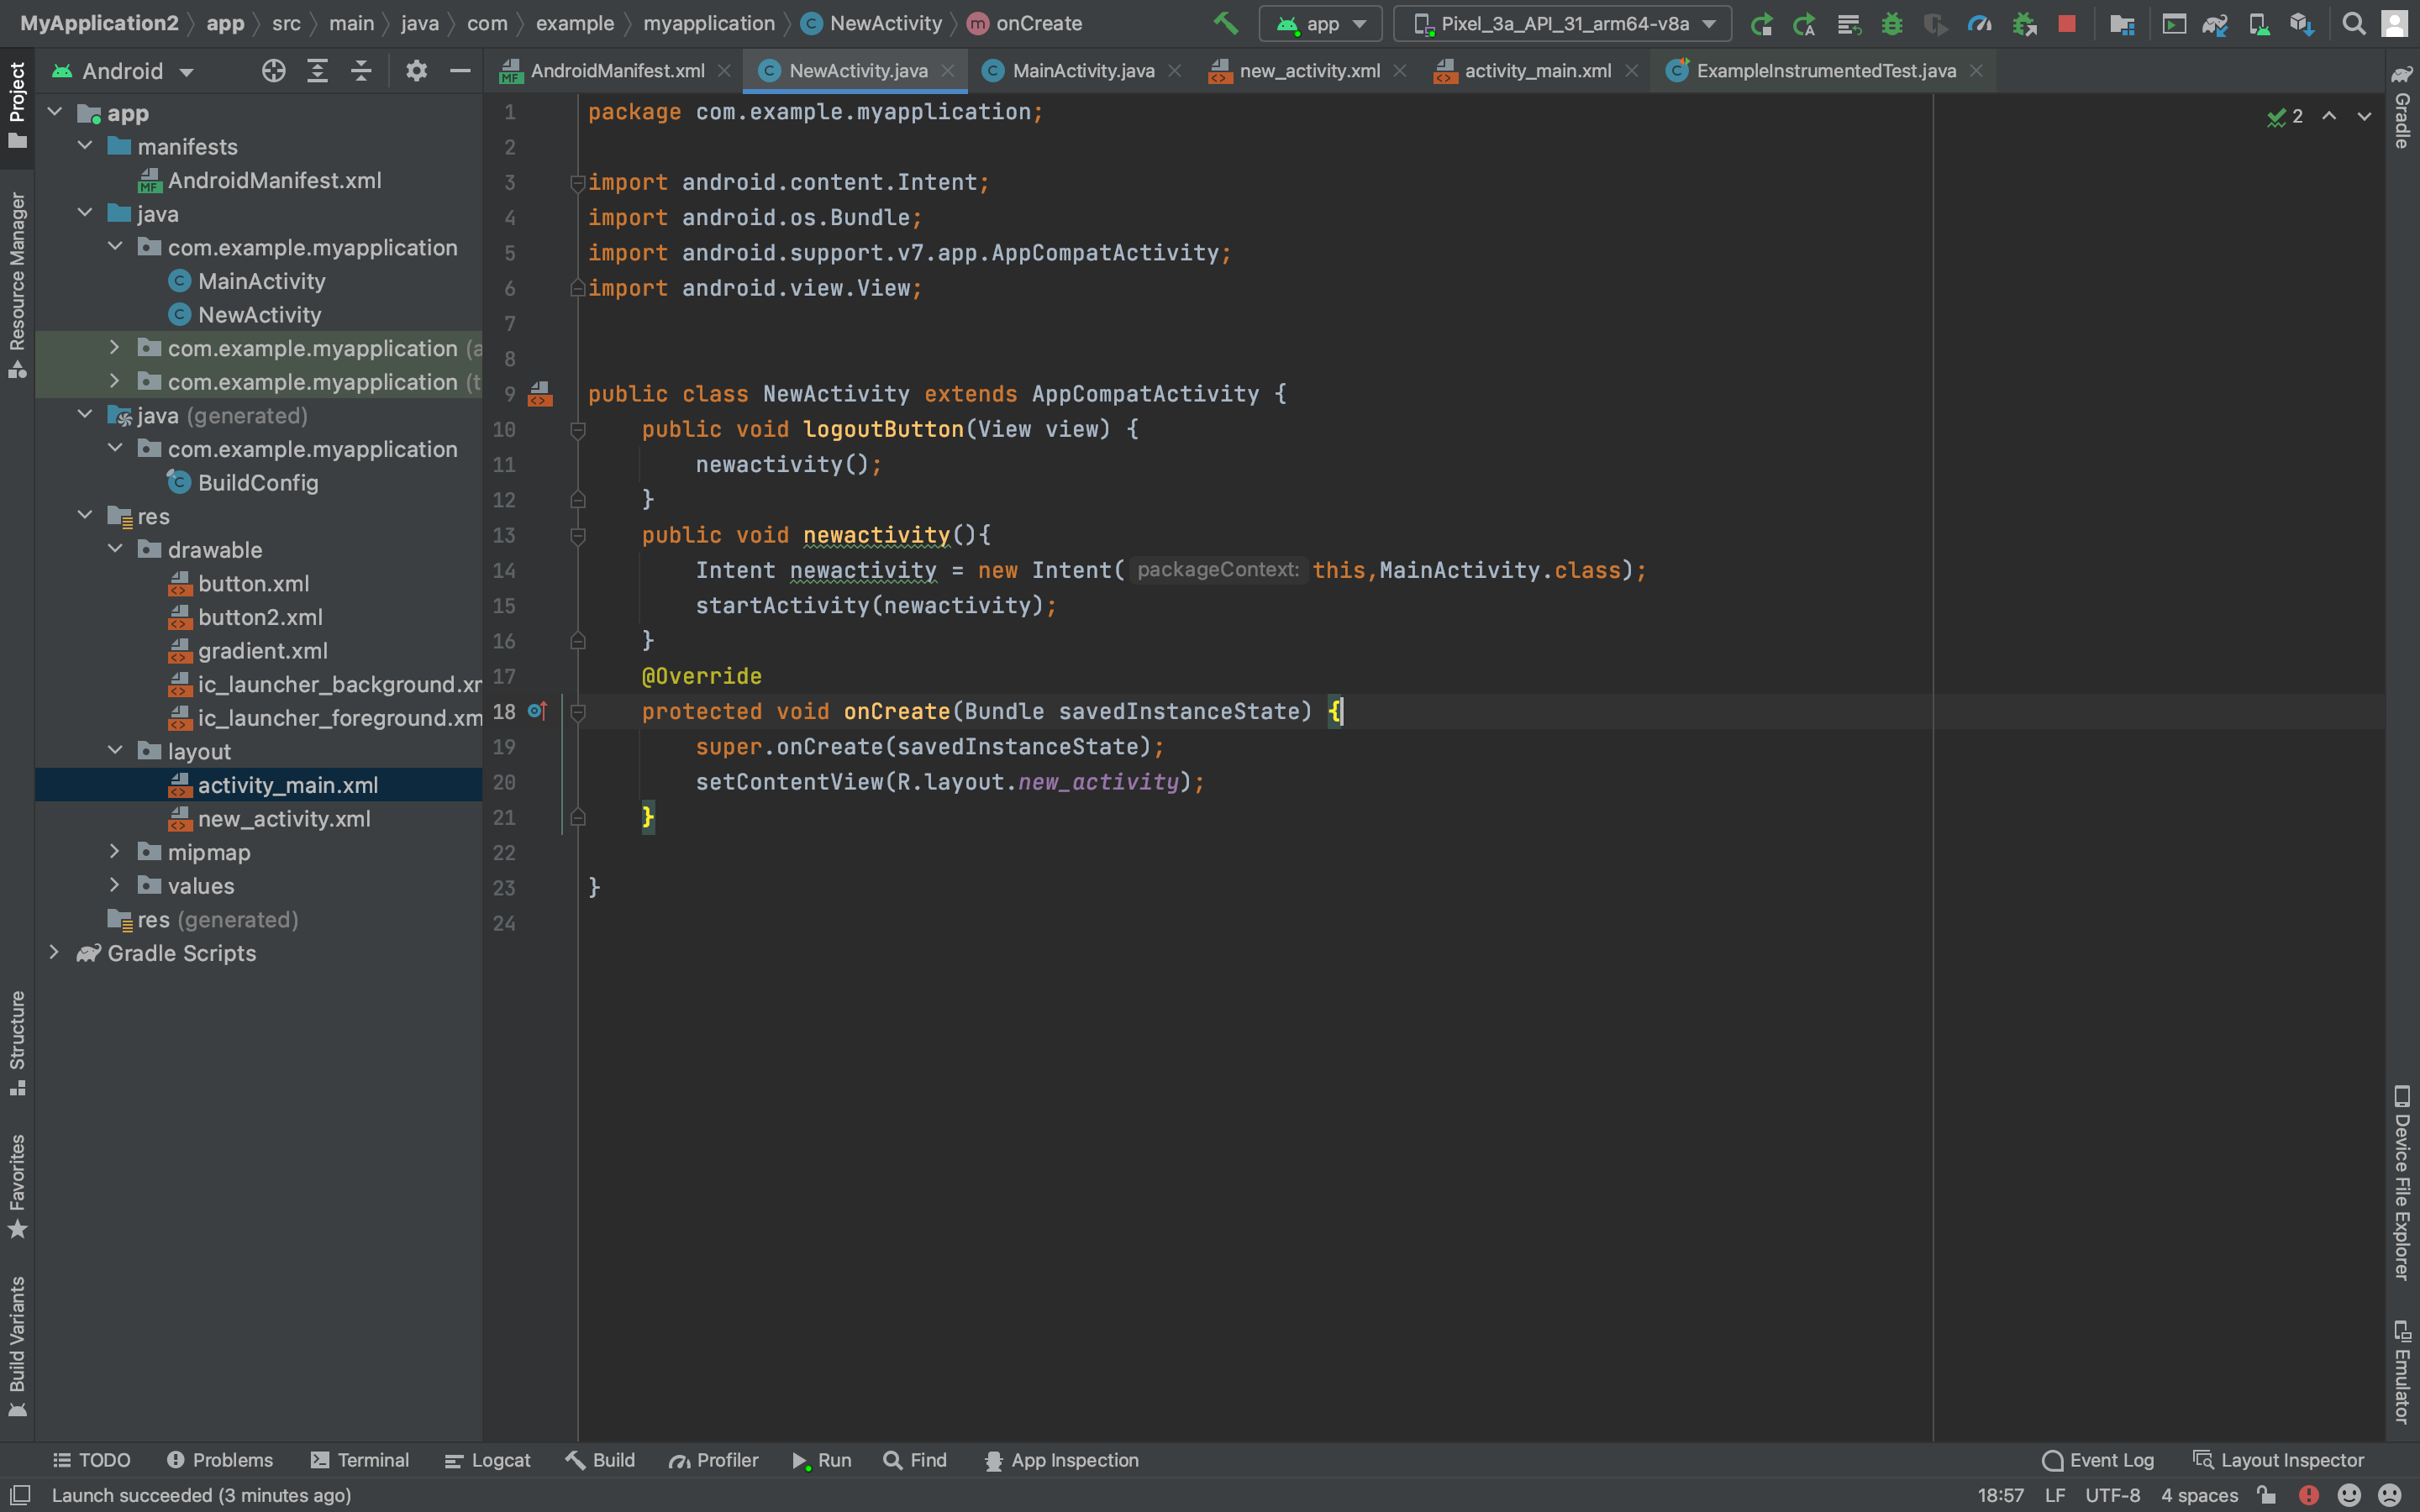 MyApplication2 app src main java com example myapplication NewActivity onCreate app Pixel_3a_API_31_arm64-v8a
Android
AndroidManifest.xml NewActivity.java MainActivity.java new_activity.xml activity_main.xml ExampleInstrumentedTest.java
Project
Resource Manager
Structure
Favorites
Build Variants
app
manifests
AndroidManifest.xml
java
com.example.myapplication
MainActivity
NewActivity
com.example.myapplication (a
com.example.myapplication (t
java (generated)
com.example.myapplication
BuildConfig
res
drawable
button.xml
button2.xml
gradient.xml
ic_launcher_background.xm
ic_launcher_foreground.xm
layout
activity_main.xml
new_activity.xml
mipmap
values
res (generated)
Gradle Scripts
1 package com.example.myapplication;
2
3 import android.content.Intent;
4 import android.os.Bundle;
5 import android.support.v7.app.AppCompatActivity;
6 import android.view.View;
7
8
9 public class NewActivity extends AppCompatActivity {
10 public void logoutButton(View view) {
11 newactivity();
12 }
13 public void newactivity(){
14 Intent newactivity = new Intent( packageContext: this,MainActivity.class);
15 startActivity(newactivity);
16 }
17 @Override
18 protected void onCreate(Bundle savedInstanceState) {
19 super.onCreate(savedInstanceState);
20 setContentView(R.layout.new_activity);
21 }
22
23 }
24
2
Gradle
Device File Explorer
Emulator
TODO Problems Terminal Logcat Build Profiler Run Find App Inspection Event Log Layout Inspector
Launch succeeded (3 minutes ago) 18:57 LF UTF-8 4 spaces